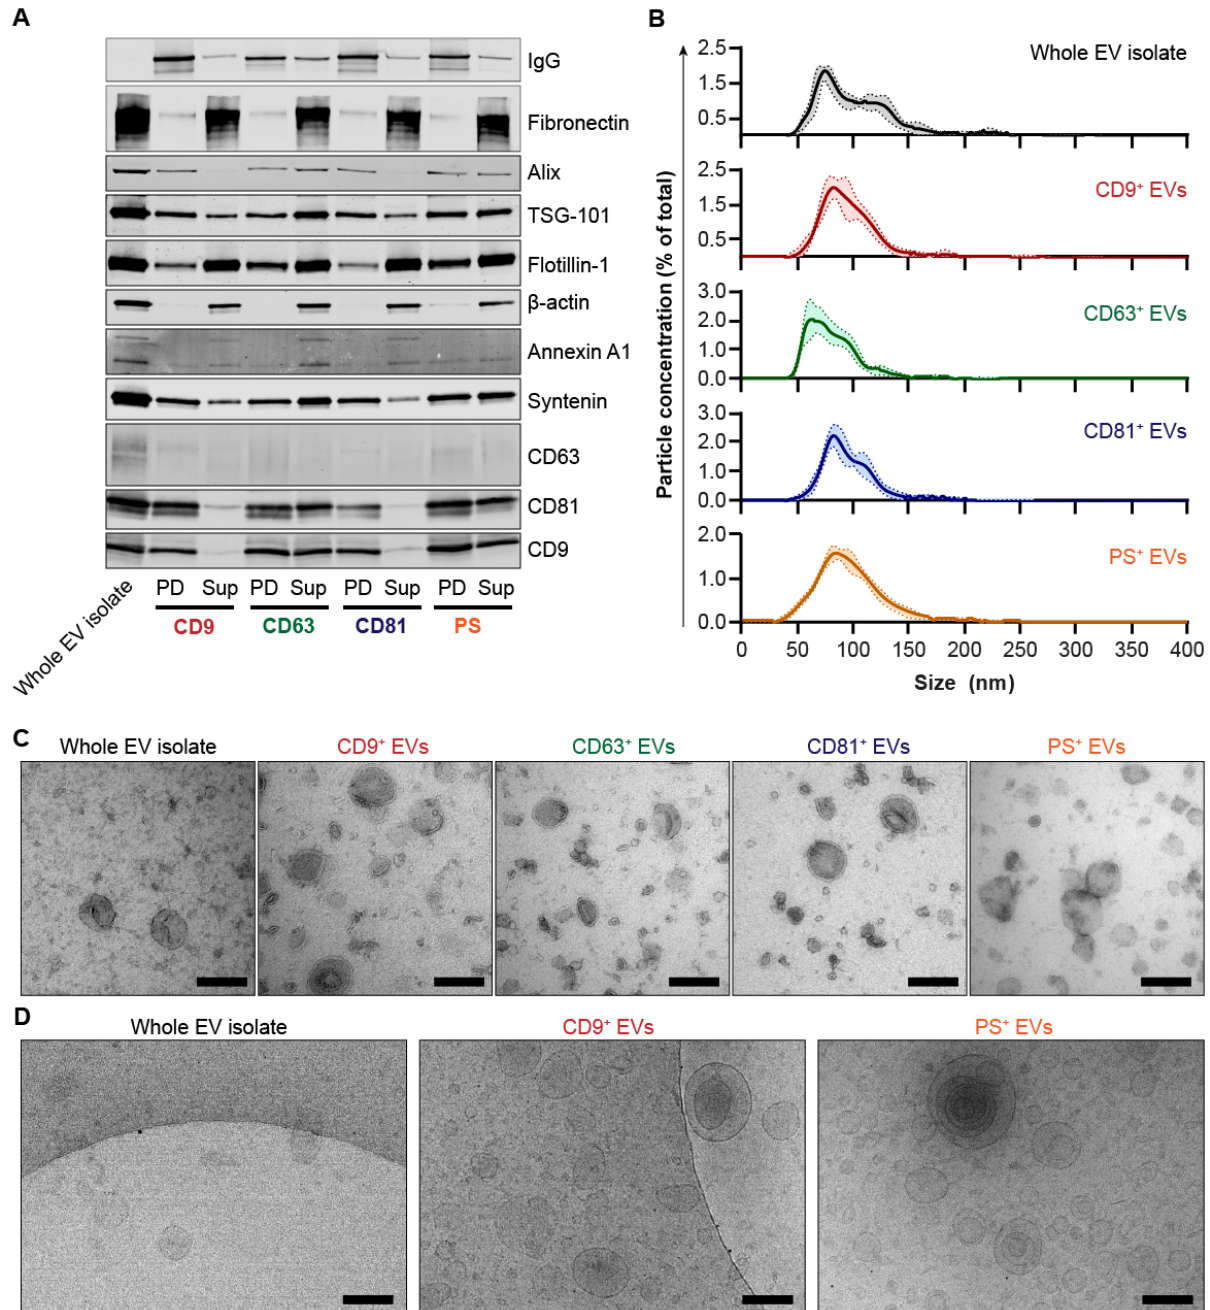 A
IgG
Fibronectin
Alix
TSG-101
Flotillin-1
β-actin
Annexin A1
Syntenin
CD63
CD81
CD9
Whole EV isolate
PD Sup PD Sup PD Sup PD Sup
CD9 CD63 CD81 PS
B
Particle concentration (% of total)
2.5
1.5
0.5
Whole EV isolate
2.5
1.5
0.5
CD9⁺ EVs
3.0
2.0
1.0
0.0
CD63⁺ EVs
3.0
2.0
1.0
0.0
CD81⁺ EVs
2.0
1.0
0.0
PS⁺ EVs
0 50 100 150 200 250 300 350 400
Size (nm)
C
Whole EV isolate
CD9⁺ EVs
CD63⁺ EVs
CD81⁺ EVs
PS⁺ EVs
D
Whole EV isolate
CD9⁺ EVs
PS⁺ EVs